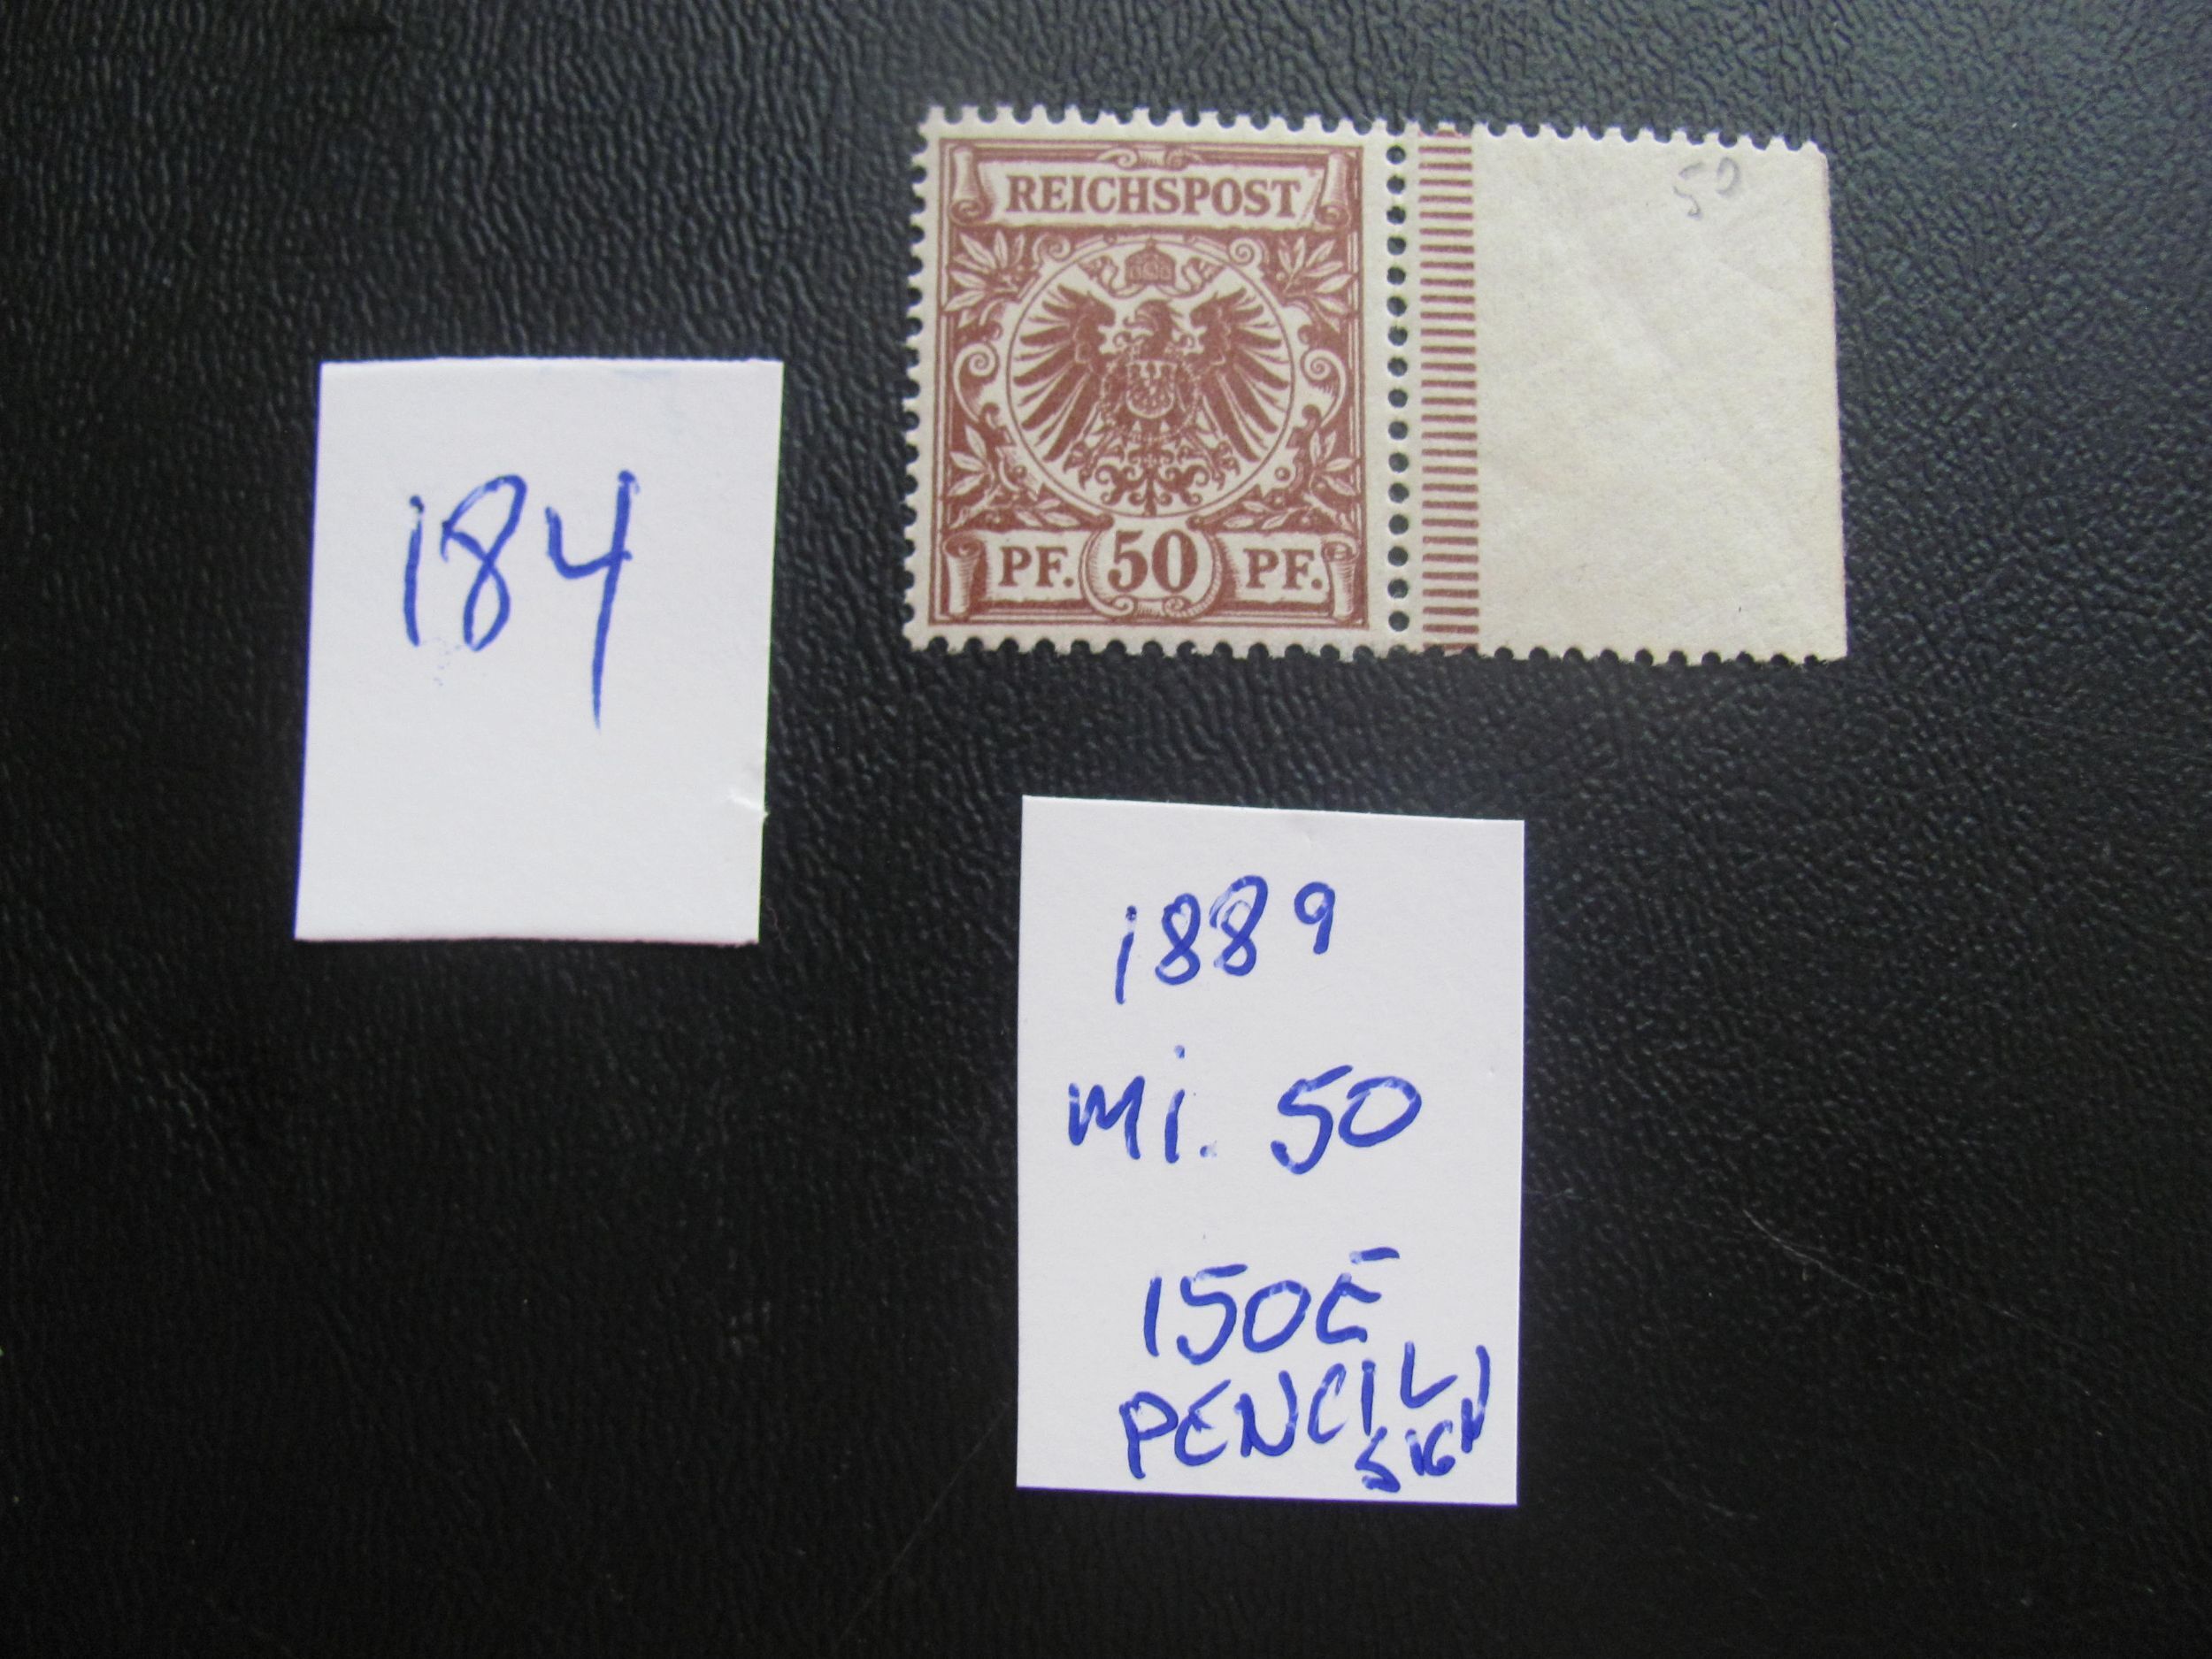 REICHSPOST
PF. 50 PF.
50
184
1889
Mi. 50
150€
PENCIL
SIGN